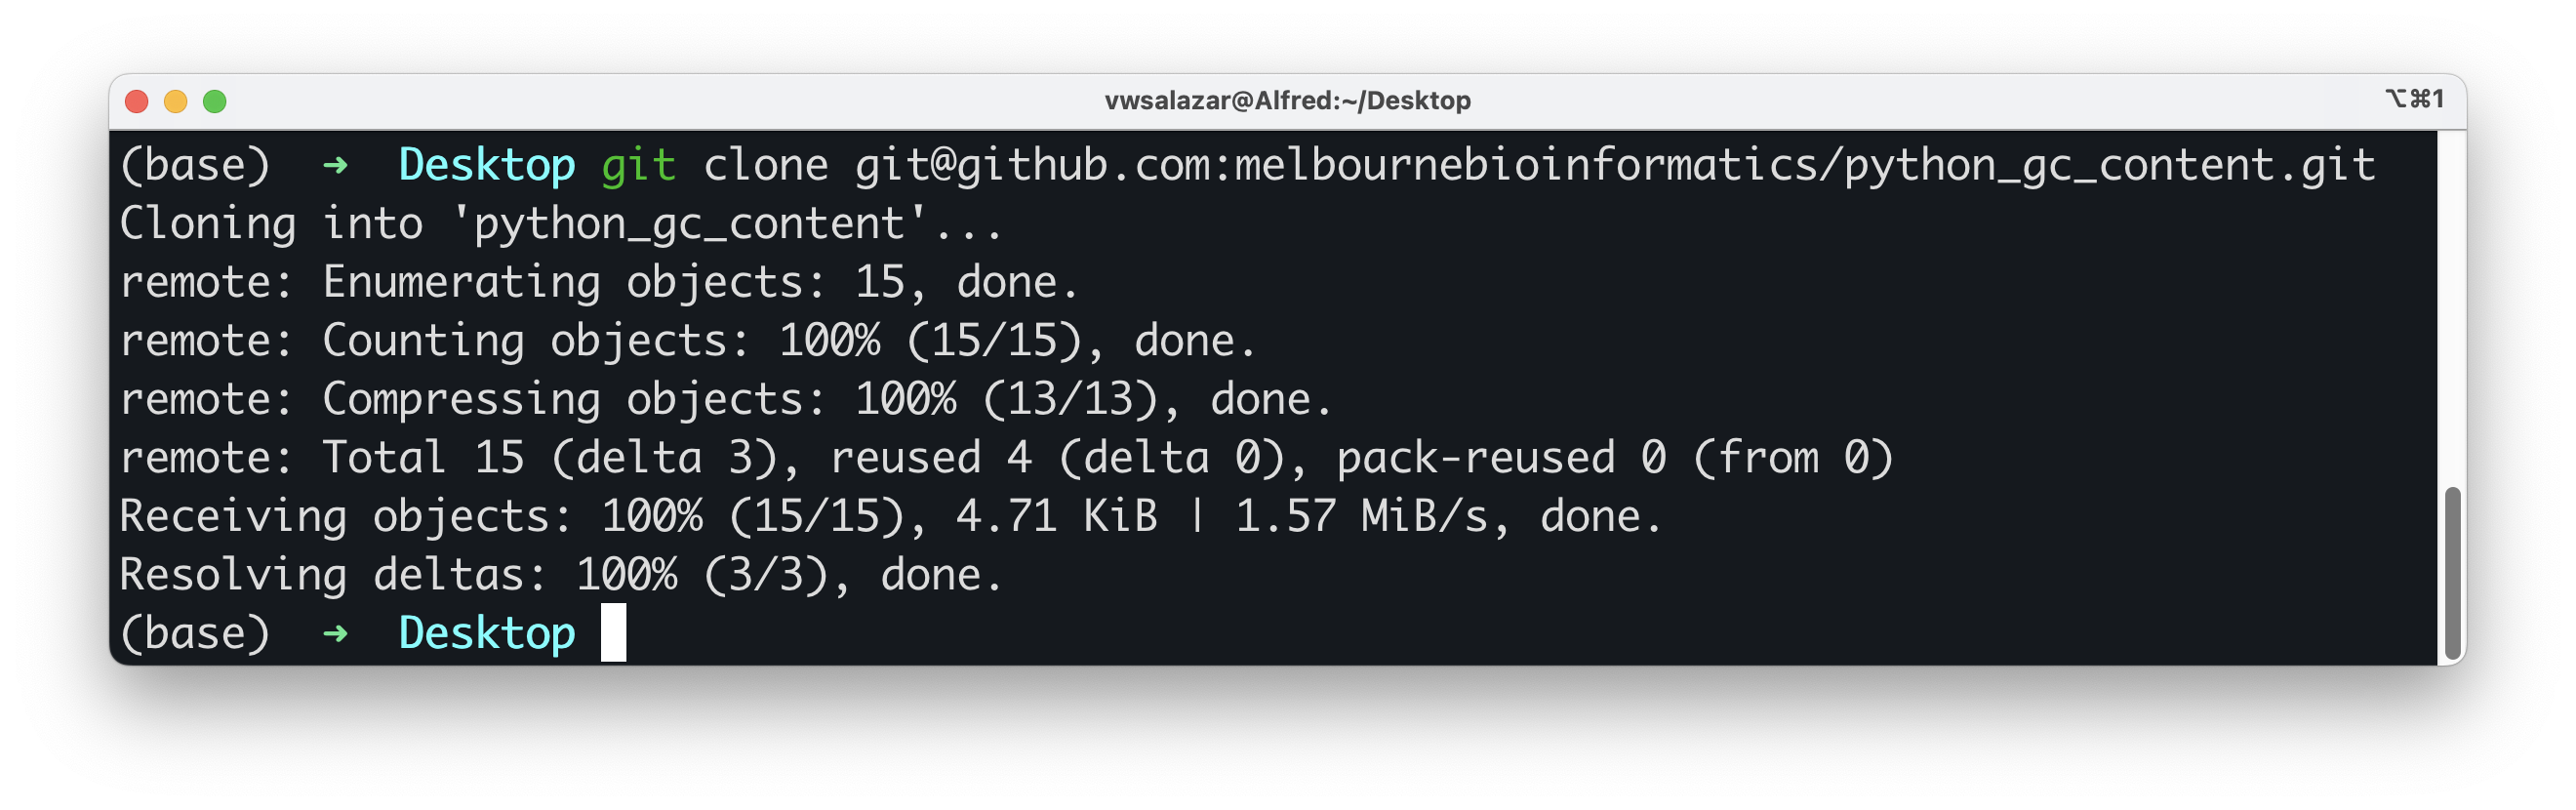 vwsalazar@Alfred:~/Desktop
⌥⌘1
(base) ➜ Desktop git clone git@github.com:melbournebioinformatics/python_gc_content.git
Cloning into 'python_gc_content'...
remote: Enumerating objects: 15, done.
remote: Counting objects: 100% (15/15), done.
remote: Compressing objects: 100% (13/13), done.
remote: Total 15 (delta 3), reused 4 (delta 0), pack-reused 0 (from 0)
Receiving objects: 100% (15/15), 4.71 KiB | 1.57 MiB/s, done.
Resolving deltas: 100% (3/3), done.
(base) ➜ Desktop